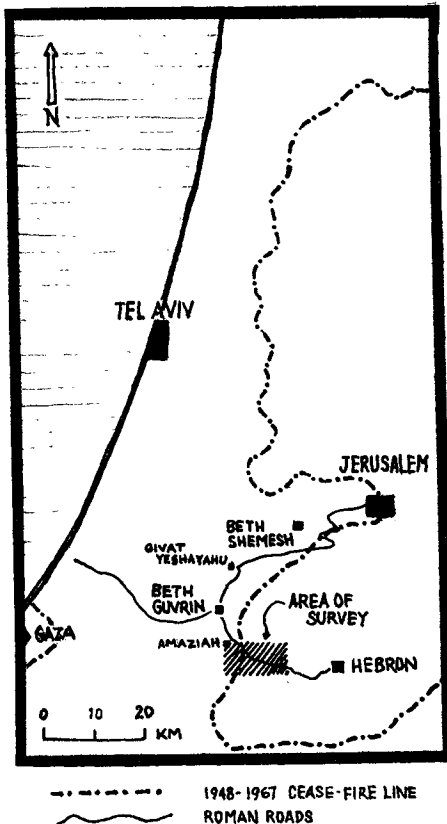 N
TEL AVIV
JERUSALEM
BETH
SHEMESH
GIVAT
YESHAYAHU
BETH
GUVRIN
AREA OF
SURVEY
GAZA
AMAZIAH
HEBRON
0 10 20
KM
1948-1967 CEASE-FIRE LINE
ROMAN ROADS